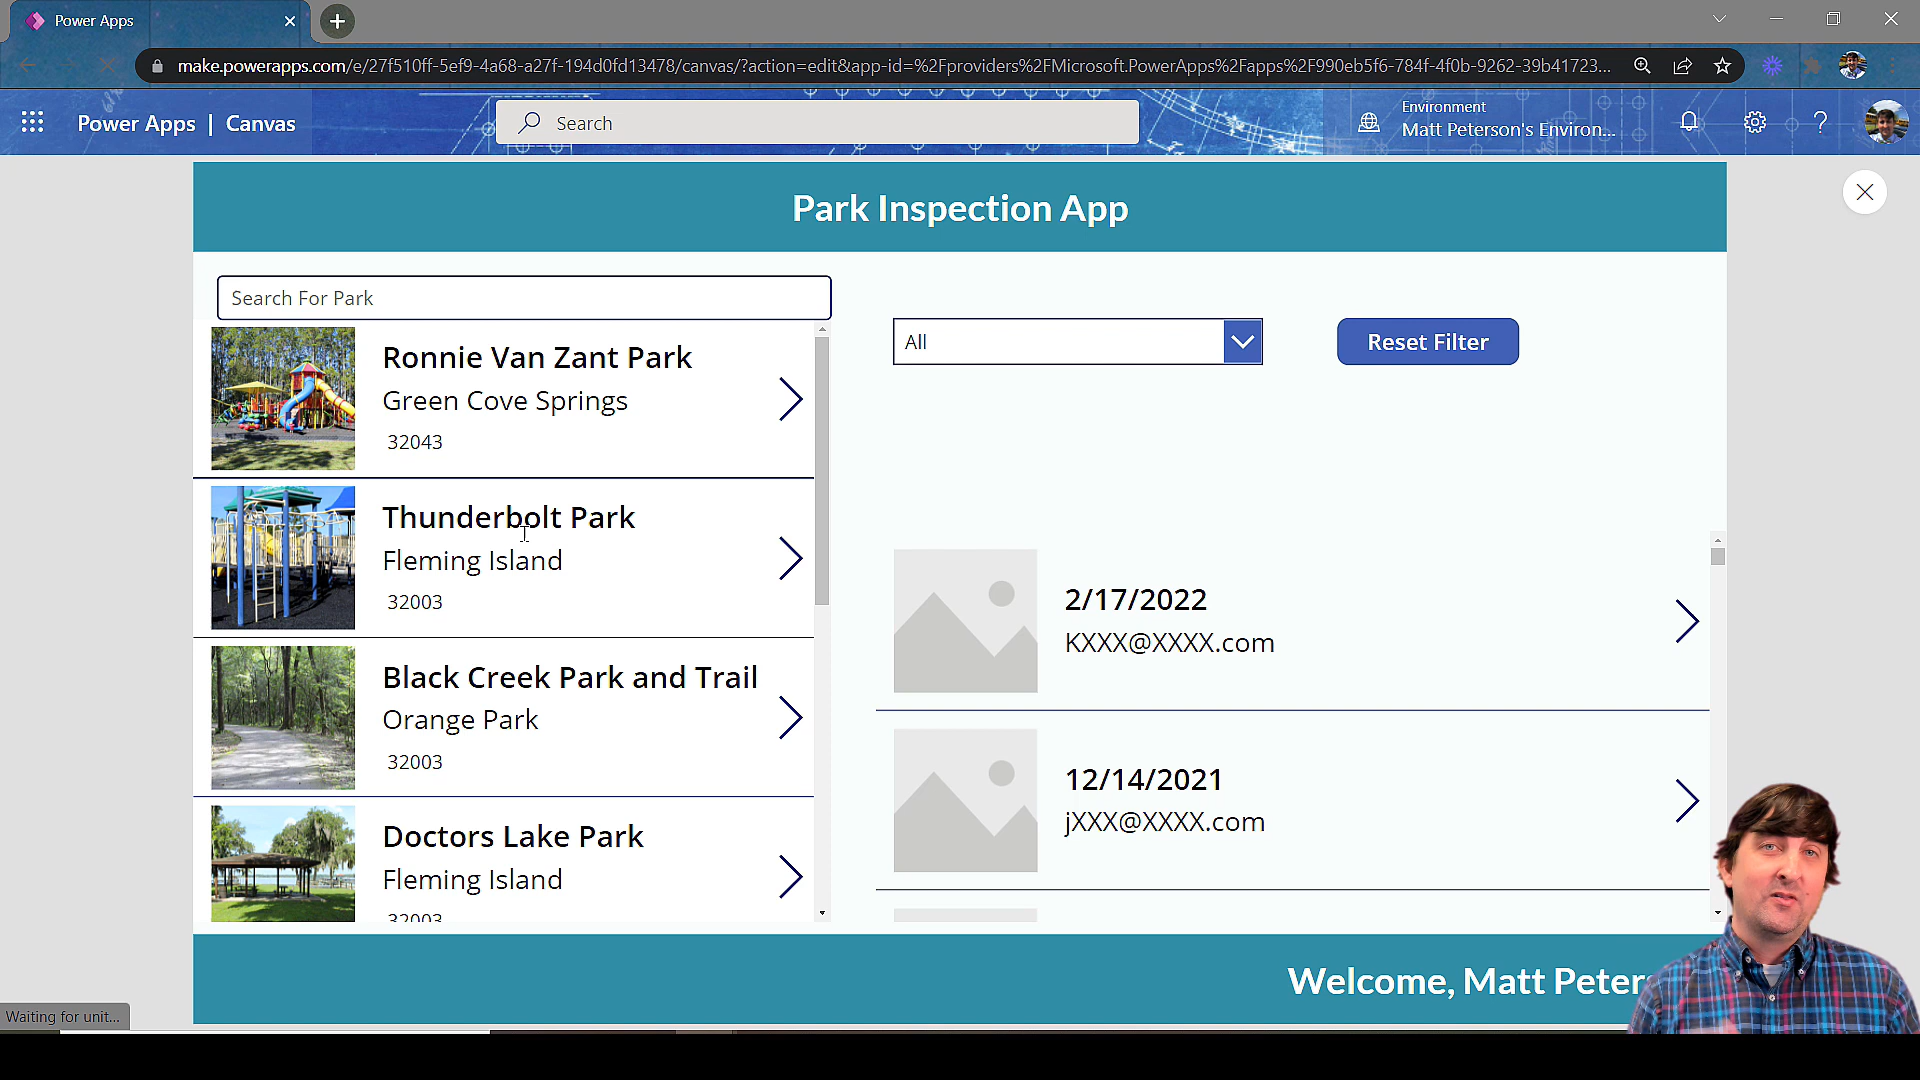 Power Apps
make.powerapps.com/e/27f510ff-5ef9-4a68-a27f-194d0fd13478/canvas/?action=edit&app-id=%2Fproviders%2FMicrosoft.PowerApps%2Fapps%2F990eb5f6-784f-4f0b-9262-39b41723...
Power Apps | Canvas
Search
Environment
Matt Peterson's Environ...
?
Park Inspection App
Search For Park
All
Reset Filter
Ronnie Van Zant Park
Green Cove Springs
32043
Thunderbolt Park
Fleming Island
32003
Black Creek Park and Trail
Orange Park
32003
Doctors Lake Park
Fleming Island
32003
2/17/2022
KXXX@XXXX.com
12/14/2021
jXXX@XXXX.com
Welcome, Matt Peters
Waiting for unit...